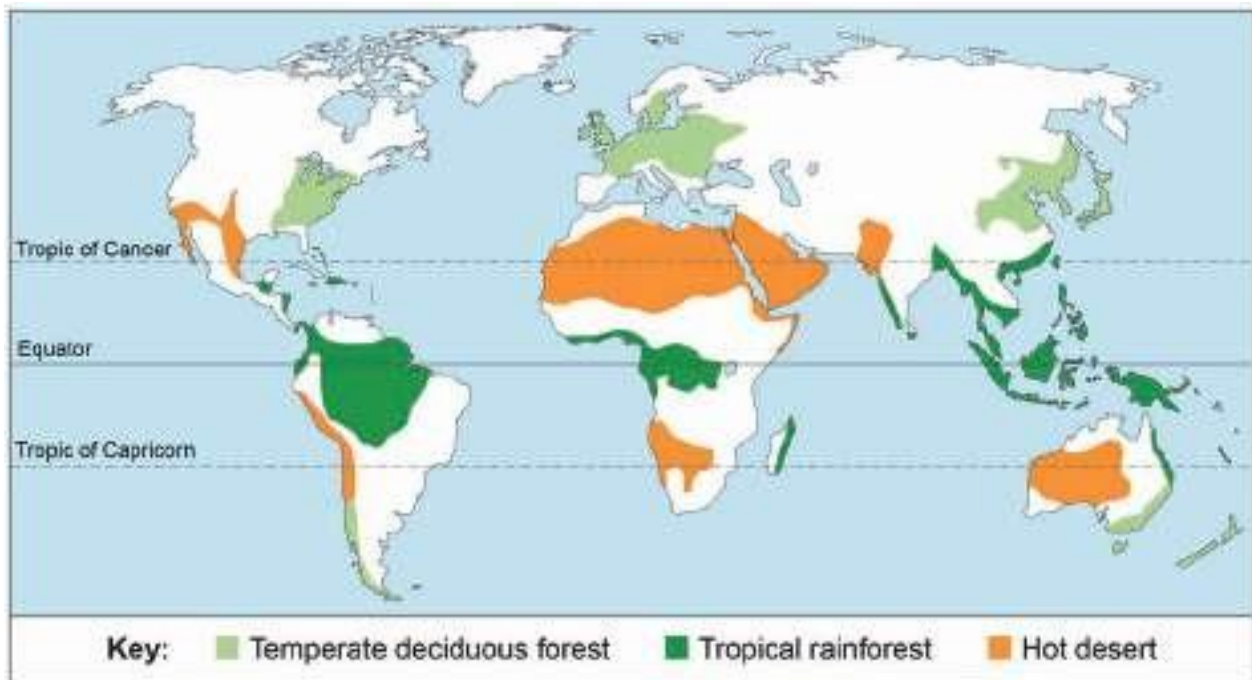 Tropic of Cancer
Equator
Tropic of Capricorn
Key: Temperate deciduous forest Tropical rainforest Hot desert